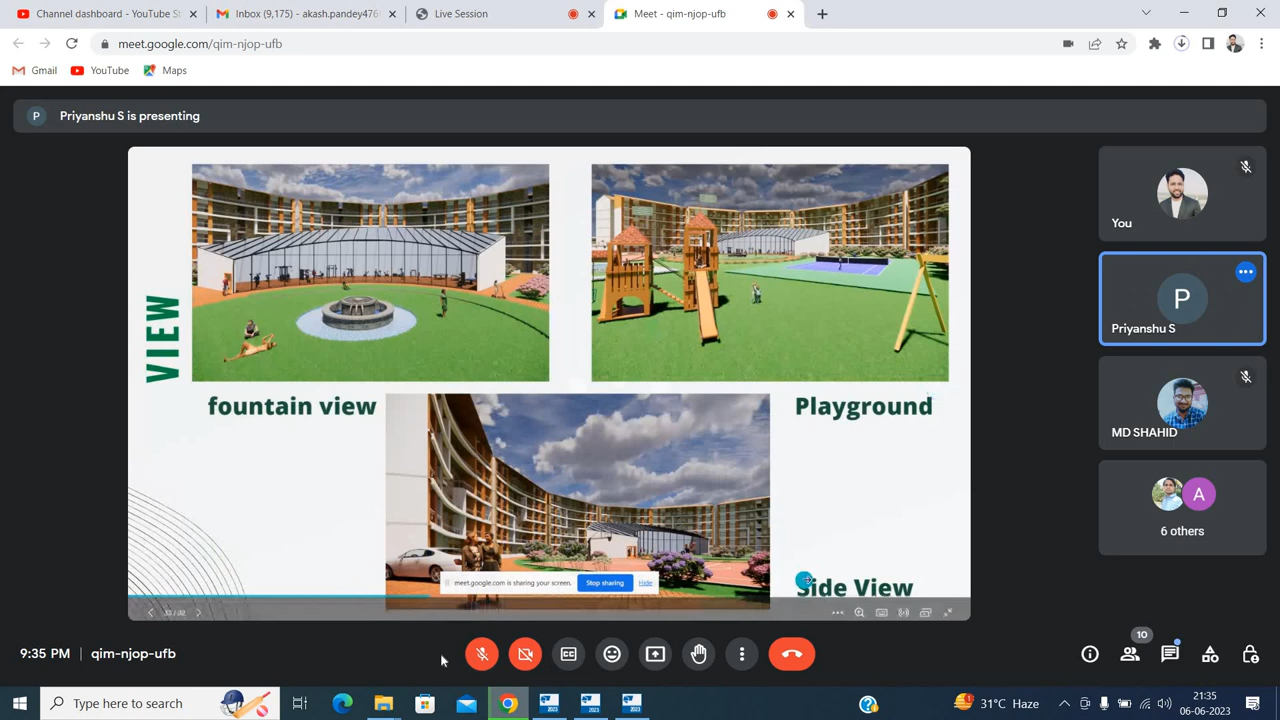 Channel dashboard - YouTube St
Inbox (9,175) - akash.pandey476
Live Session
Meet - qim-njop-ufb
meet.google.com/qim-njop-ufb
Gmail
YouTube
Maps
P
Priyanshu S is presenting
VIEW
fountain view
Playground
Side View
meet.google.com is sharing your screen.
Stop sharing
Hide
You
P
Priyanshu S
MD SHAHID
A
6 others
9:35 PM
qim-njop-ufb
10
Type here to search
2023
2023
2023
31°C Haze
21:35
06-06-2023